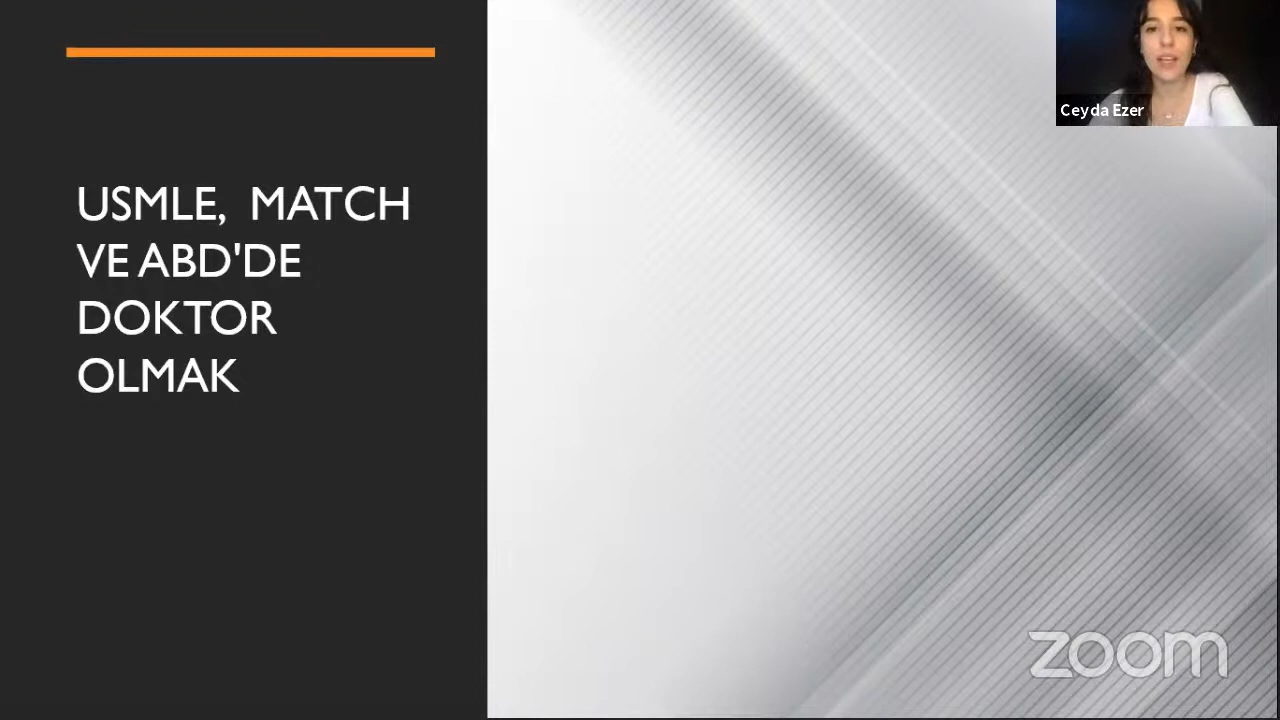 USMLE, MATCH
VE ABD'DE
DOKTOR
OLMAK
Ceyda Ezer
zoom